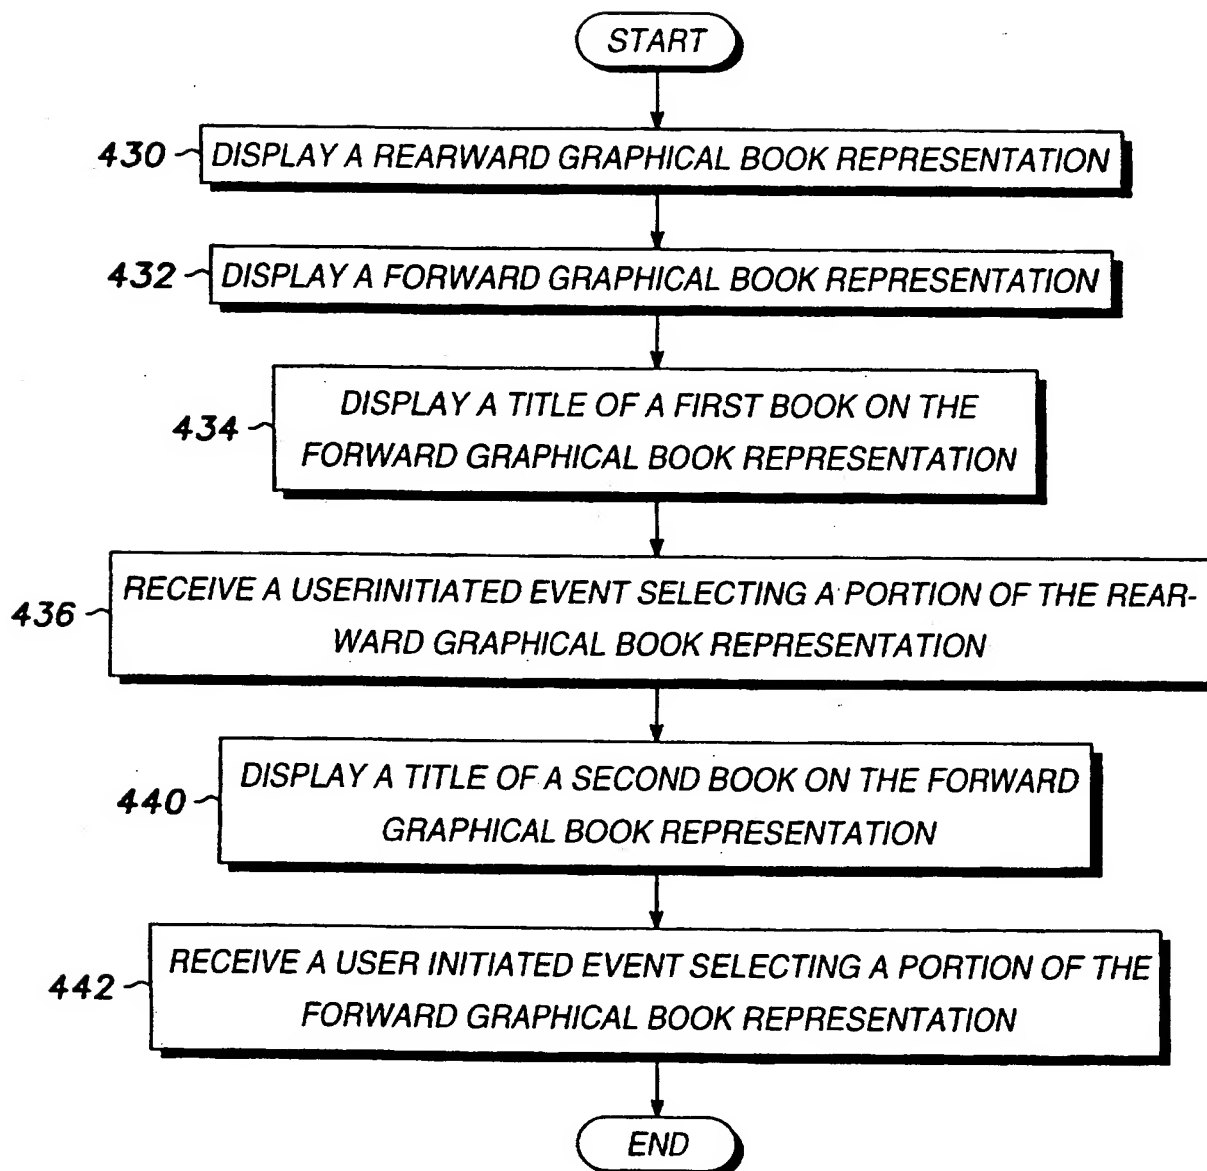 START
430 DISPLAY A REARWARD GRAPHICAL BOOK REPRESENTATION
432 DISPLAY A FORWARD GRAPHICAL BOOK REPRESENTATION
434
DISPLAY A TITLE OF A FIRST BOOK ON THE
FORWARD GRAPHICAL BOOK REPRESENTATION
436
RECEIVE A USERINITIATED EVENT SELECTING A PORTION OF THE REAR-
WARD GRAPHICAL BOOK REPRESENTATION
440
DISPLAY A TITLE OF A SECOND BOOK ON THE FORWARD
GRAPHICAL BOOK REPRESENTATION
442
RECEIVE A USER INITIATED EVENT SELECTING A PORTION OF THE
FORWARD GRAPHICAL BOOK REPRESENTATION
END